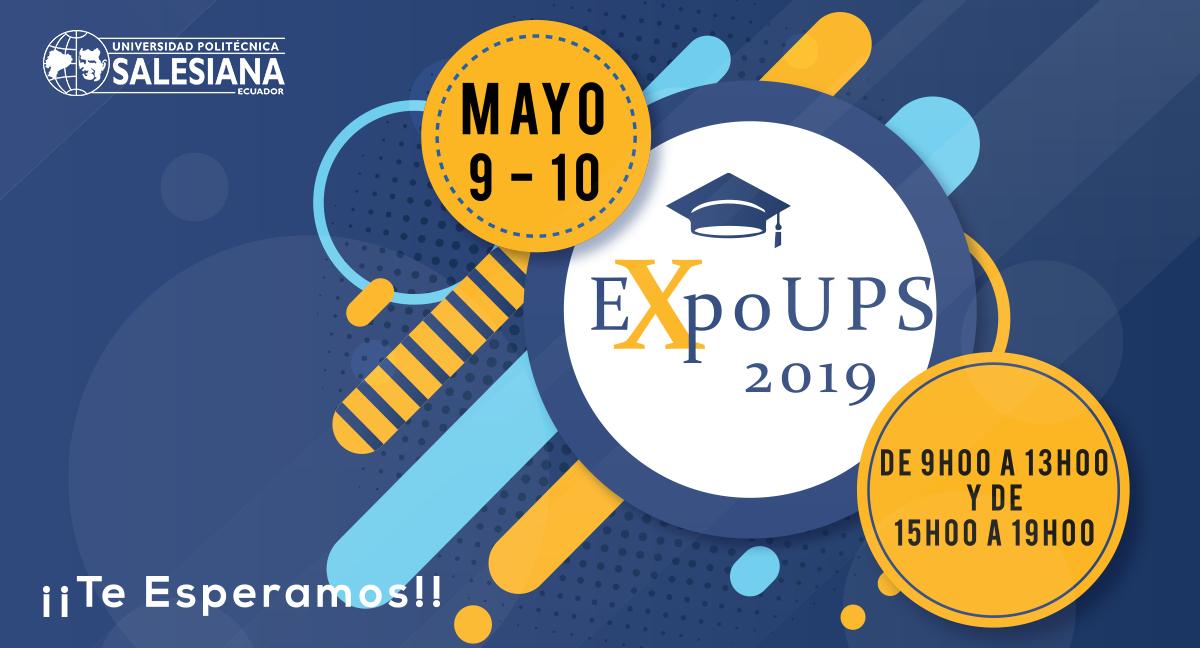 UNIVERSIDAD POLITÉCNICA
SALESIANA
ECUADOR
MAYO
9 - 10
EXpoUPS
2019
DE 9H00 A 13H00
Y DE
15H00 A 19H00
¡¡Te Esperamos!!